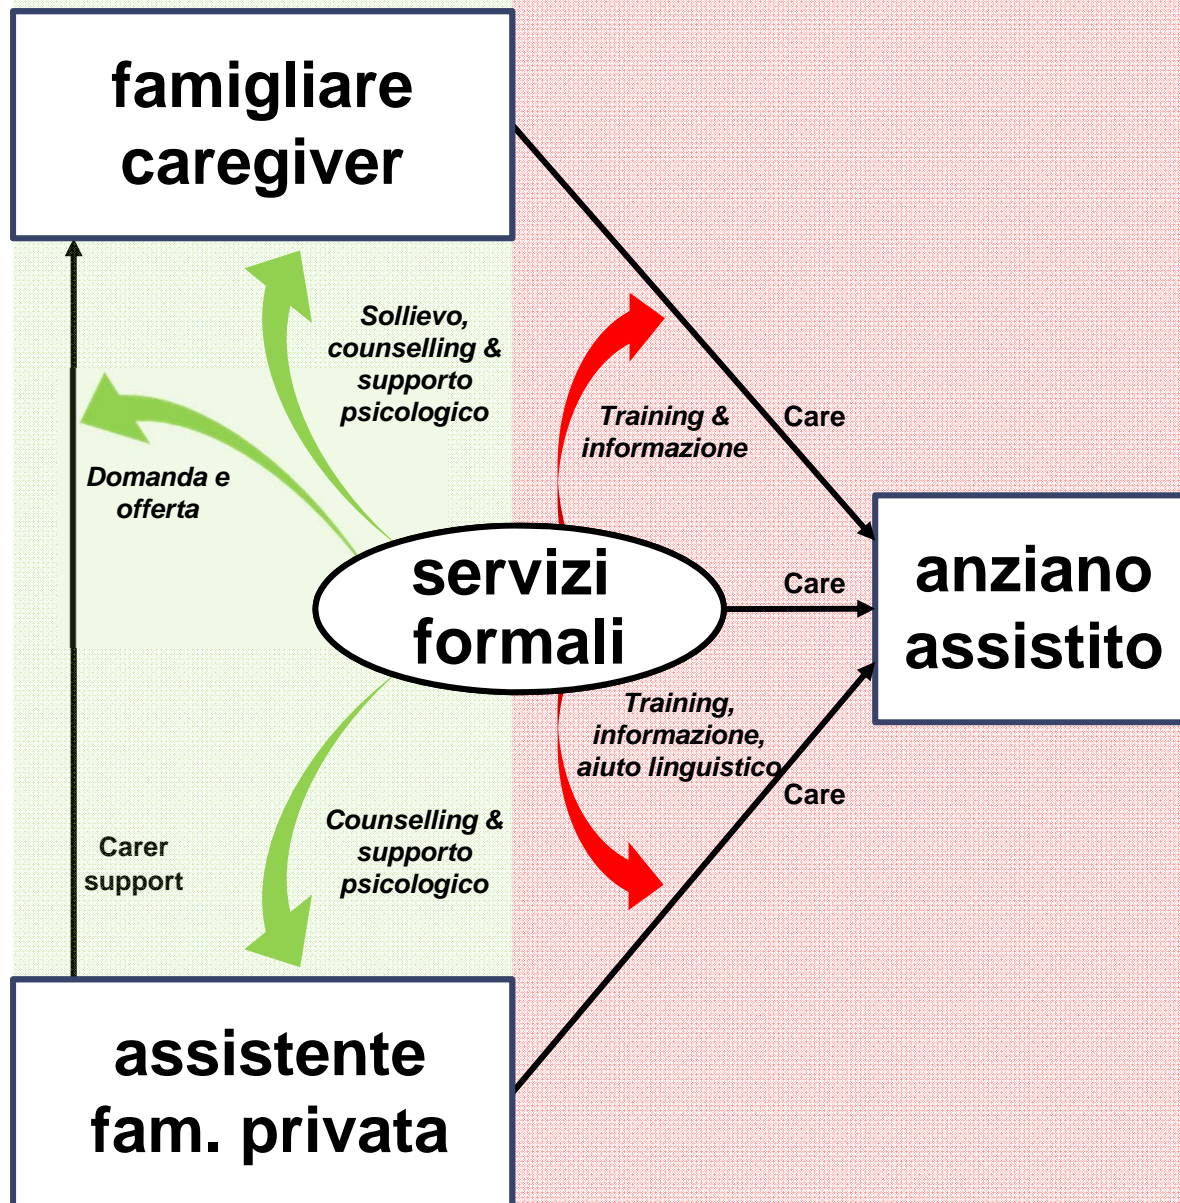 famigliare
caregiver
Sollievo,
counselling &
supporto
psicologico
Training &
informazione
Care
Domanda e
offerta
servizi
formali
Care
anziano
assistito
Training,
informazione,
aiuto linguistico
Care
Counselling &
supporto
psicologico
Carer
support
assistente
fam. privata